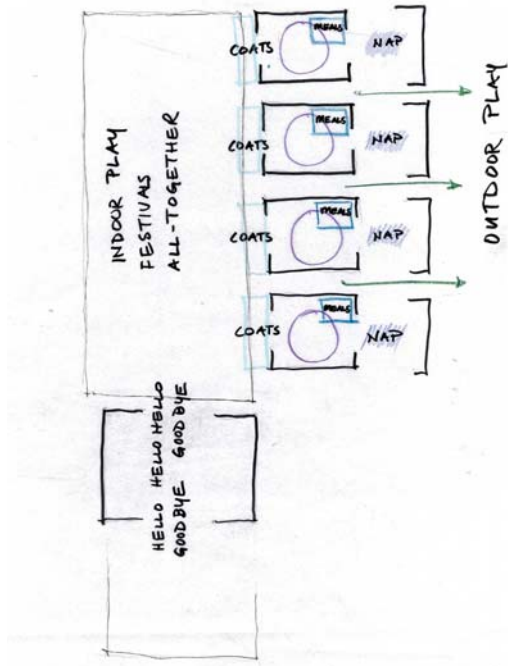 COATS
MEALS
NAP
COATS
MEALS
NAP
COATS
MEALS
NAP
COATS
MEALS
NAP
INDOOR PLAY
FESTIVALS
ALL-TOGETHER
OUTDOOR PLAY
HELLO HELLO HELLO
GOODBYE GOODBYE